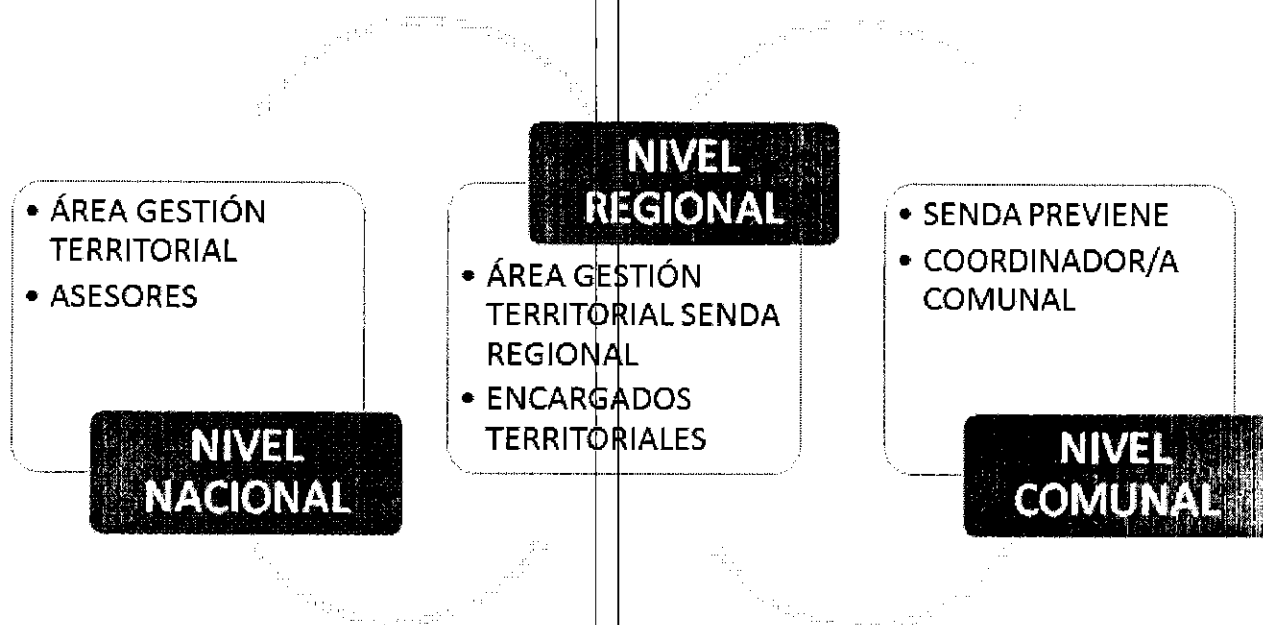 • ÁREA GESTIÓN
TERRITORIAL
• ASESORES
NIVEL
NACIONAL
NIVEL
REGIONAL
• ÁREA GESTIÓN
TERRITORIAL SENDA
REGIONAL
• ENCARGADOS
TERRITORIALES
• SENDA PREVIENE
• COORDINADOR/A
COMUNAL
NIVEL
COMUNAL